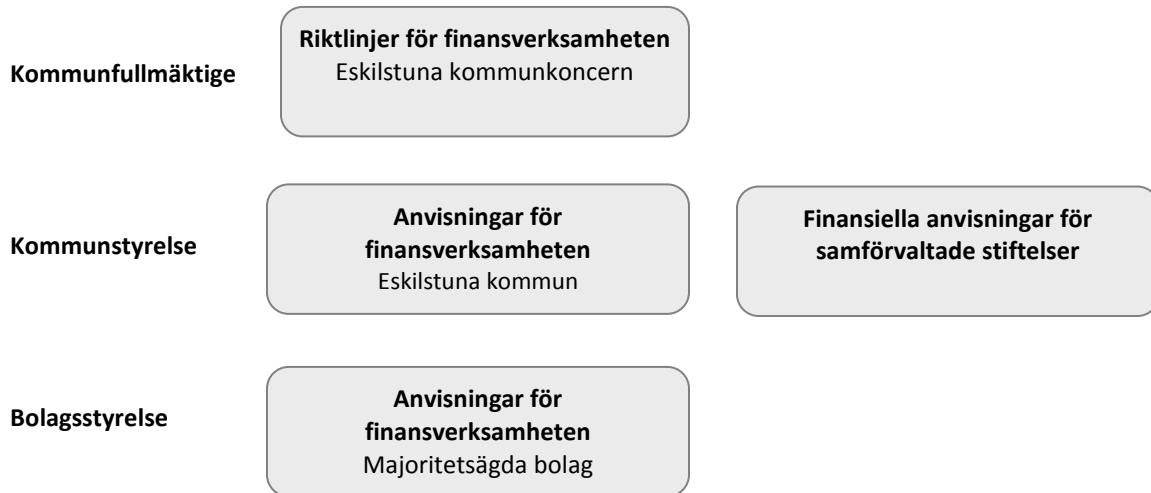 Kommunfullmäktige
Riktlinjer för finansverksamheten
Eskilstuna kommunkoncern
Kommunstyrelse
Anvisningar för
finansverksamheten
Eskilstuna kommun
Finansiella anvisningar för
samförvaltade stiftelser
Bolagsstyrelse
Anvisningar för
finansverksamheten
Majoritetsägda bolag